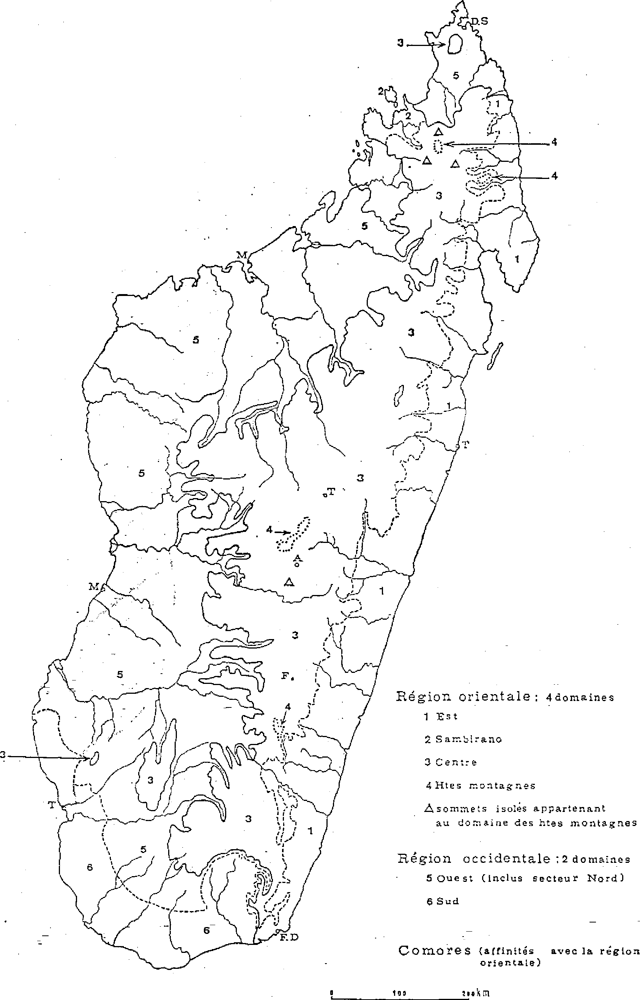 D.S
3
5
2
1
2
4
4
3
5
M
1
5
3
1
T
5
3
T
4
A
M
1
3
5
F.
4
3
3
T
3
1
5
6
6
F.D
Région orientale : 4 domaines
1 Est
2 Sambirano
3 Centre
4 Htes montagnes
△ sommets isolés appartenant
au domaine des htes montagnes
Région occidentale : 2 domaines
5 Ouest (inclus secteur Nord)
6 Sud
Comores (affinités avec la région
orientale)
0 100 200km